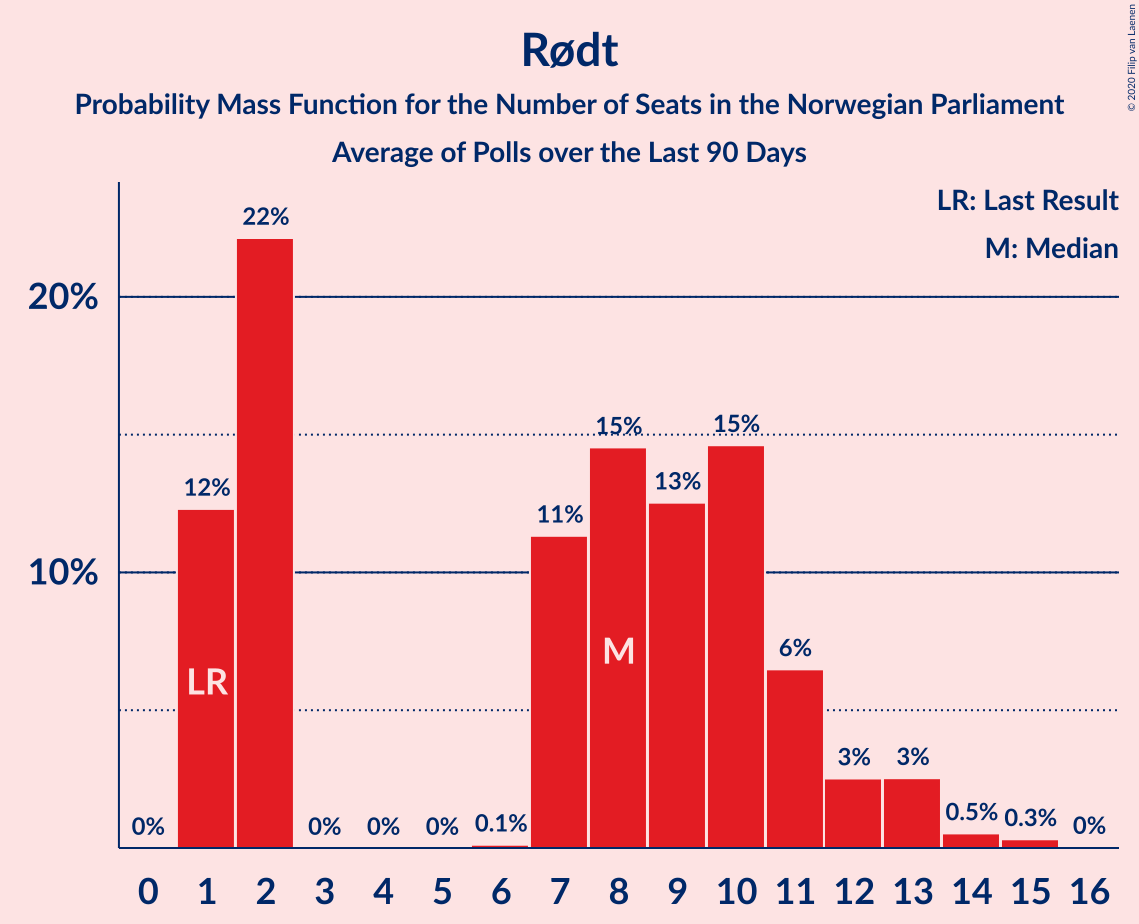 Rødt
Probability Mass Function for the Number of Seats in the Norwegian Parliament
Average of Polls over the Last 90 Days
© 2020 Filip van Laenen
LR: Last Result
M: Median
22%
20%
15%
15%
13%
12%
11%
10%
LR
M
6%
3%
3%
0%
0%
0%
0%
0.1%
0.5%
0.3%
0%
0 1 2 3 4 5 6 7 8 9 10 11 12 13 14 15 16